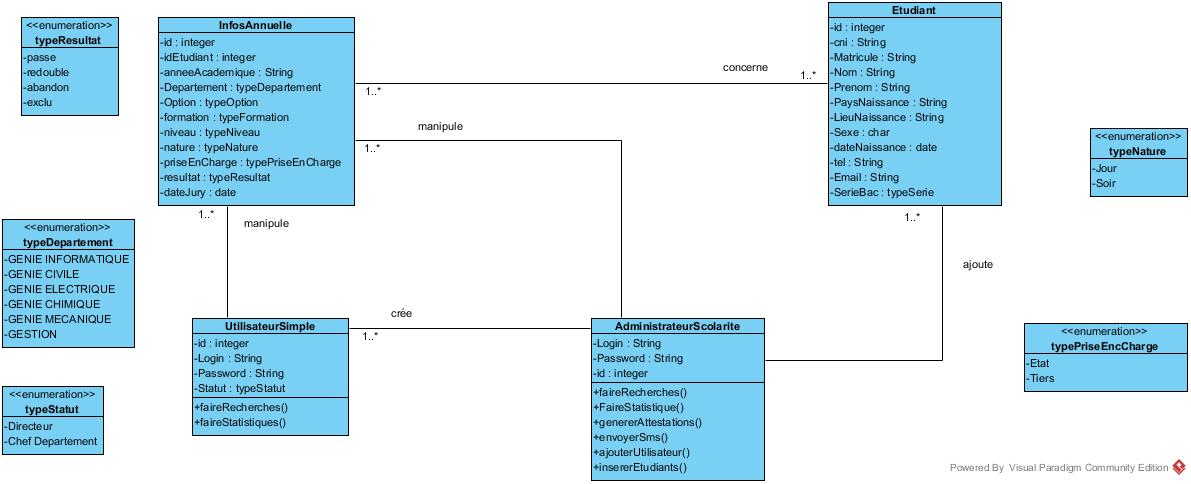 <<enumeration>>
typeResultat
-passe
-redouble
-abandon
-exclu
InfosAnnuelle
-id : integer
-idEtudiant : integer
-anneeAcademique : String
-Departement : typeDepartement
-Option : typeOption
-formation : typeFormation
-niveau : typeNiveau
-nature : typeNature
-priseEnCharge : typePriseEnCharge
-resultat : typeResultat
-dateJury : date
concerne
1..*
1..*
manipule
1..*
Etudiant
-id : integer
-cni : String
-Matricule : String
-Nom : String
-Prenom : String
-PaysNaissance : String
-LieuNaissance : String
-Sexe : char
-dateNaissance : date
-tel : String
-Email : String
-SerieBac : typeSerie
<<enumeration>>
typeNature
-Jour
-Soir
1..*
manipule
1..*
ajoute
<<enumeration>>
typeDepartement
-GENIE INFORMATIQUE
-GENIE CIVILE
-GENIE ELECTRIQUE
-GENIE CHIMIQUE
-GENIE MECANIQUE
-GESTION
crée
1..*
UtilisateurSimple
-id : integer
-Login : String
-Password : String
-Statut : typeStatut
+faireRecherches()
+faireStatistiques()
AdministrateurScolarite
-Login : String
-Password : String
-id : integer
+faireRecherches()
+FaireStatistique()
+genererAttestations()
+envoyerSms()
+ajouterUtilisateur()
+insererEtudiants()
<<enumeration>>
typePriseEncCharge
-Etat
-Tiers
<<enumeration>>
typeStatut
-Directeur
-Chef Departement
Powered By Visual Paradigm Community Edition